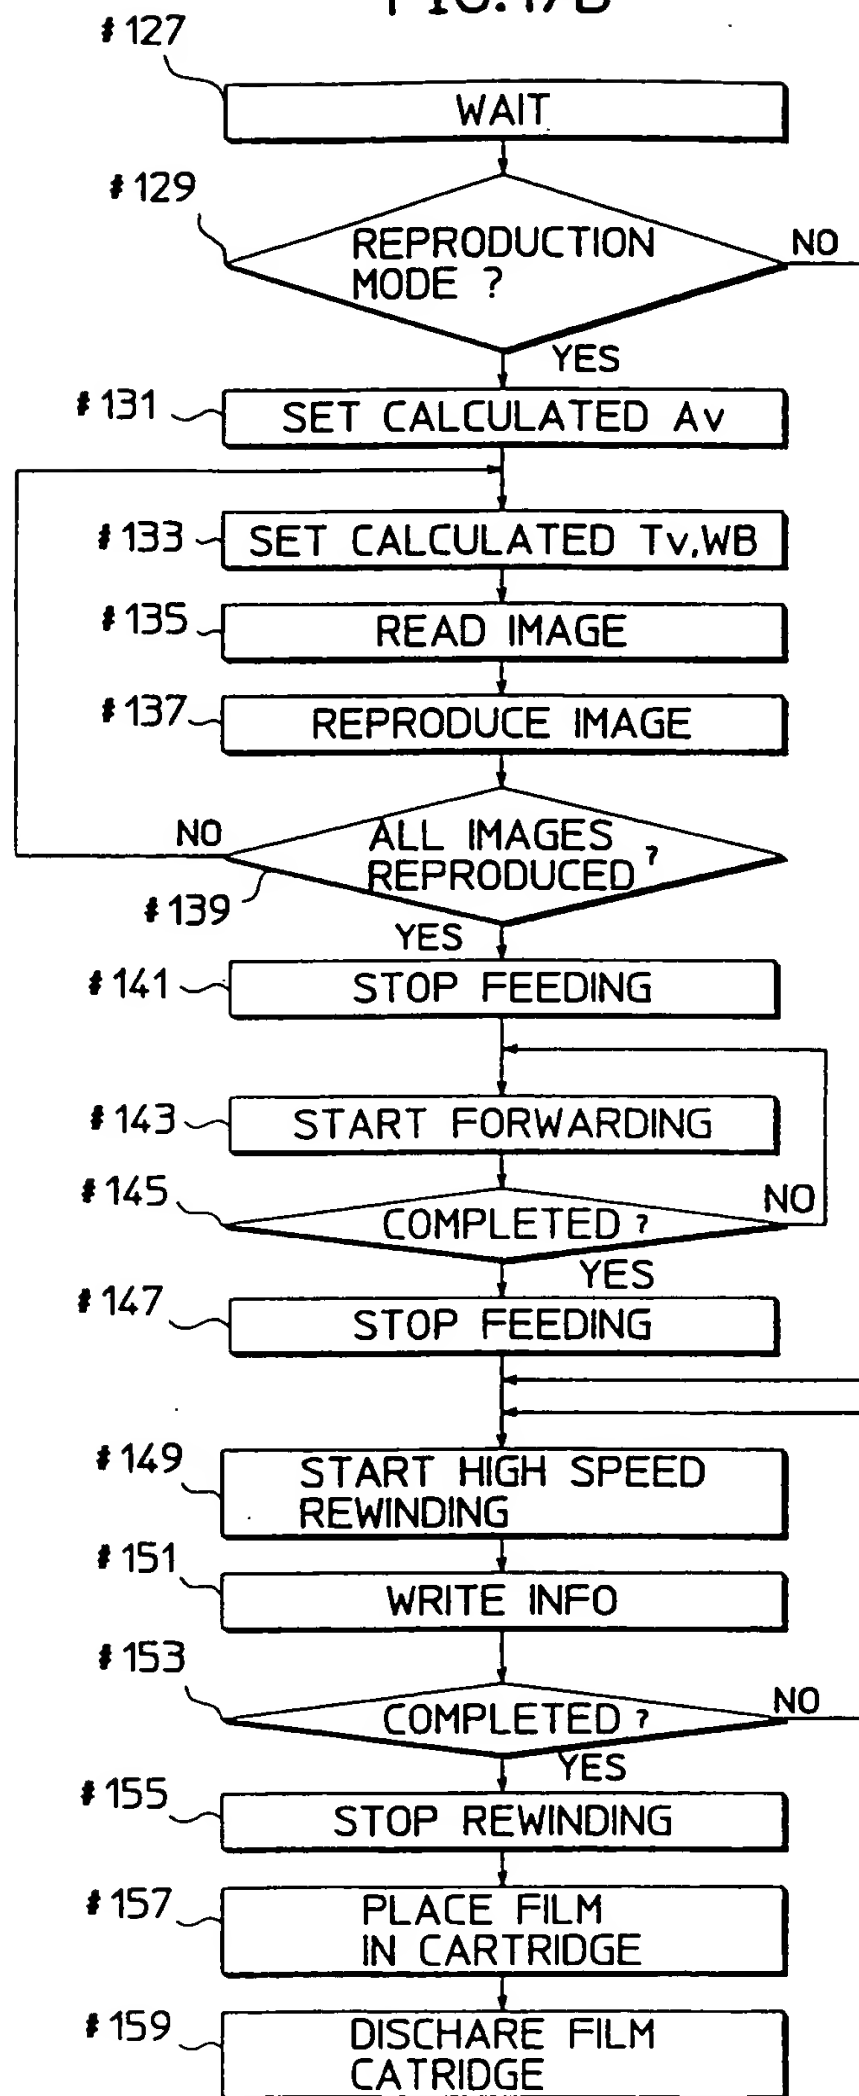 FIG.17B
#127
WAIT
#129
REPRODUCTION
MODE ?
NO
YES
#131
SET CALCULATED Av
#133
SET CALCULATED Tv,WB
#135
READ IMAGE
#137
REPRODUCE IMAGE
NO
ALL IMAGES
REPRODUCED ?
#139
YES
#141
STOP FEEDING
#143
START FORWARDING
#145
COMPLETED ?
NO
YES
#147
STOP FEEDING
#149
START HIGH SPEED
REWINDING
#151
WRITE INFO
#153
COMPLETED ?
NO
YES
#155
STOP REWINDING
#157
PLACE FILM
IN CARTRIDGE
#159
DISCHARE FILM
CATRIDGE